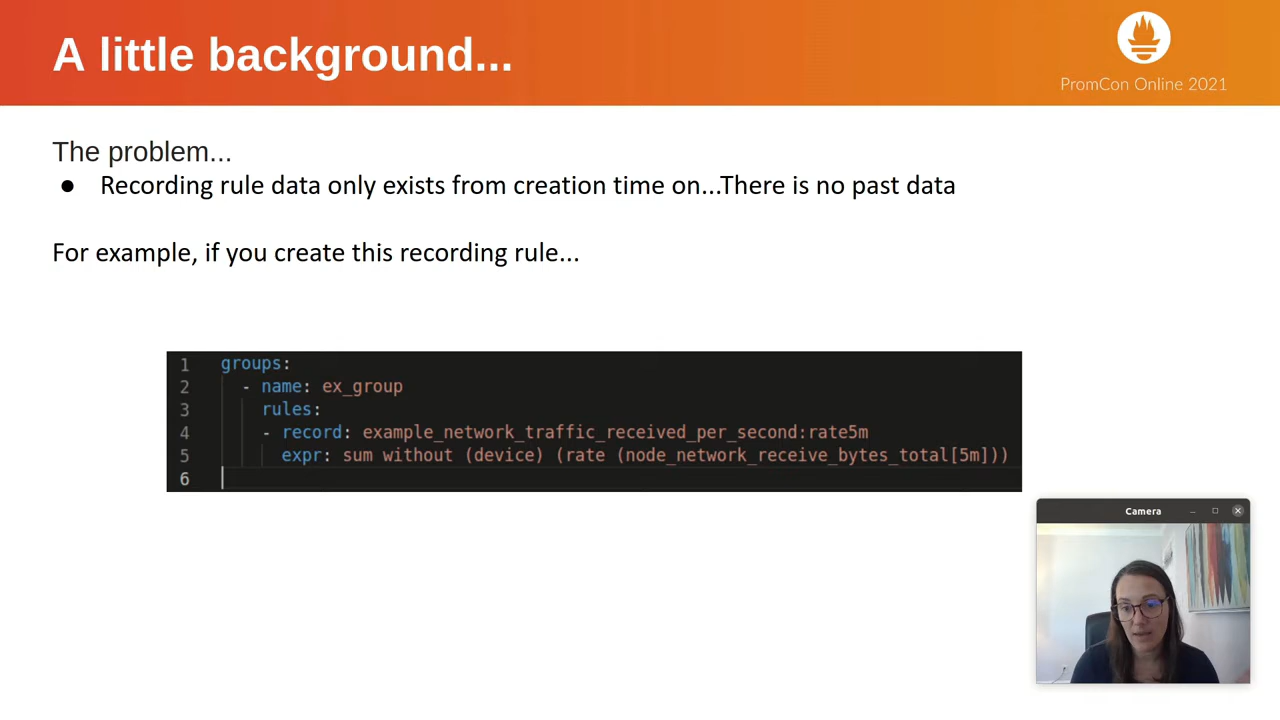 A little background...
PromCon Online 2021
The problem...
● Recording rule data only exists from creation time on...There is no past data
For example, if you create this recording rule...
1 groups:
2 - name: ex_group
3 rules:
4 - record: example_network_traffic_received_per_second:rate5m
5 expr: sum without (device) (rate (node_network_receive_bytes_total[5m]))
6
Camera